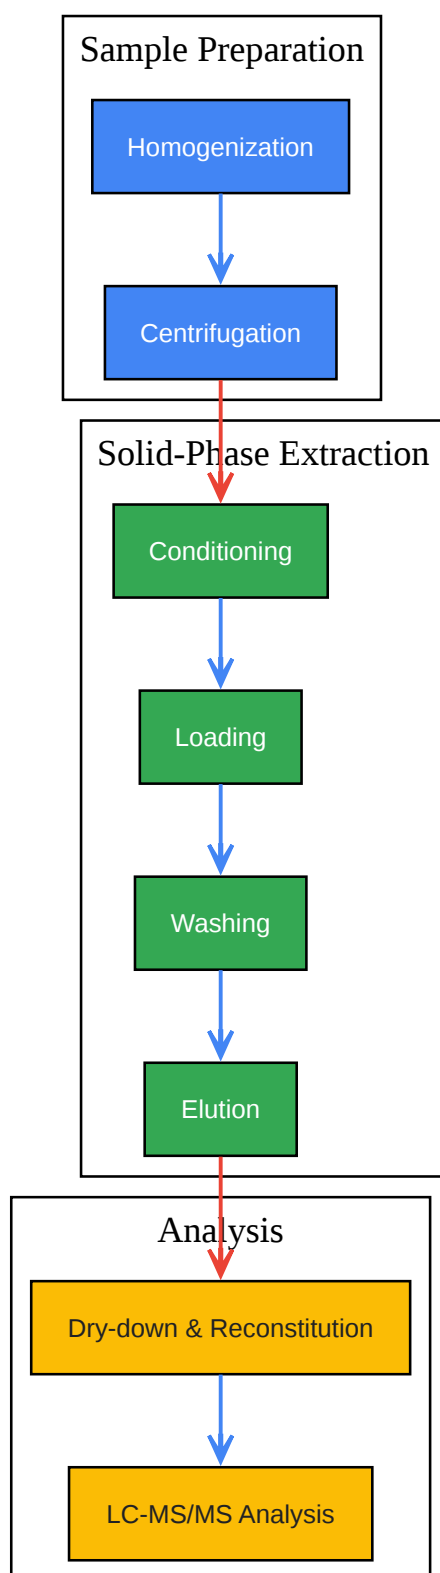 Sample Preparation
Homogenization
Centrifugation
Solid-Phase Extraction
Conditioning
Loading
Washing
Elution
Analysis
Dry-down & Reconstitution
LC-MS/MS Analysis